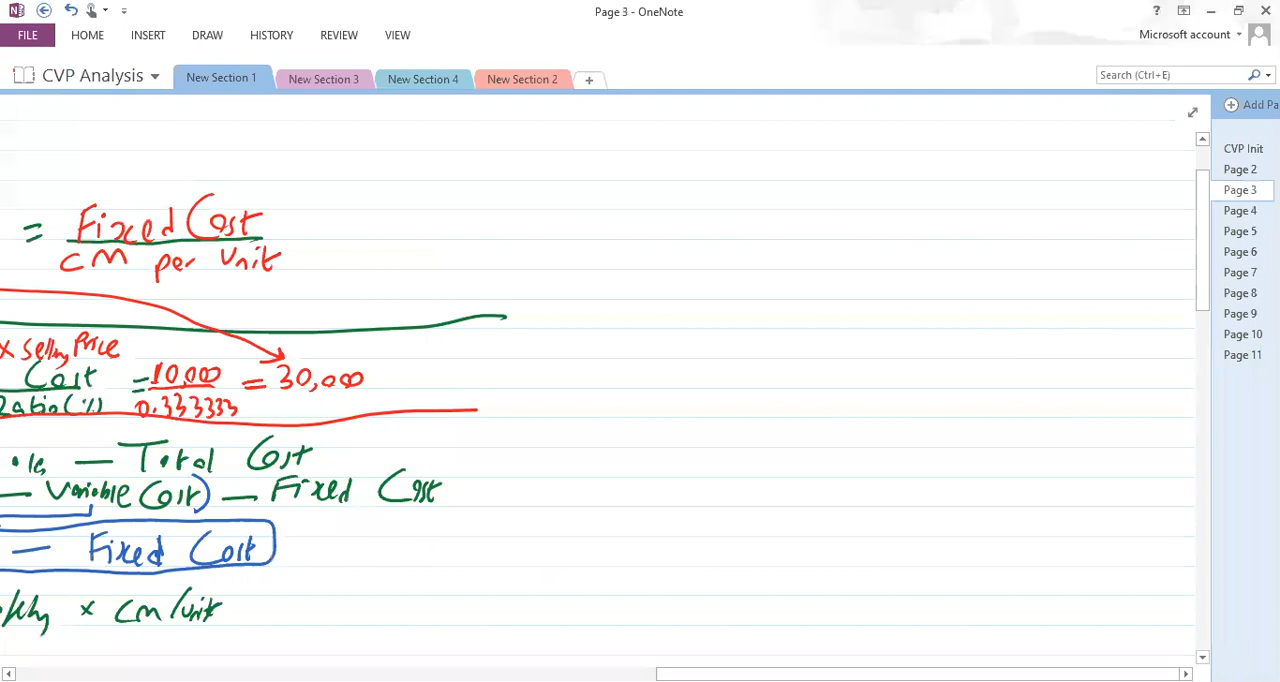 Page 3 - OneNote
?
FILE HOME INSERT DRAW HISTORY REVIEW VIEW
Microsoft account
CVP Analysis New Section 1 New Section 3 New Section 4 New Section 2 +
Search (Ctrl+E)
Add Pa
CVP Init
Page 2
Page 3
Page 4
Page 5
Page 6
Page 7
Page 8
Page 9
Page 10
Page 11
= Fixed Cost
CM per Unit
x Selling Price
Cost = 10,000 = 30,000
Ratio (%) 0.333333
— Total Cost
— Variable Cost) — Fixed Cost
— Fixed Cost
x CM/unit